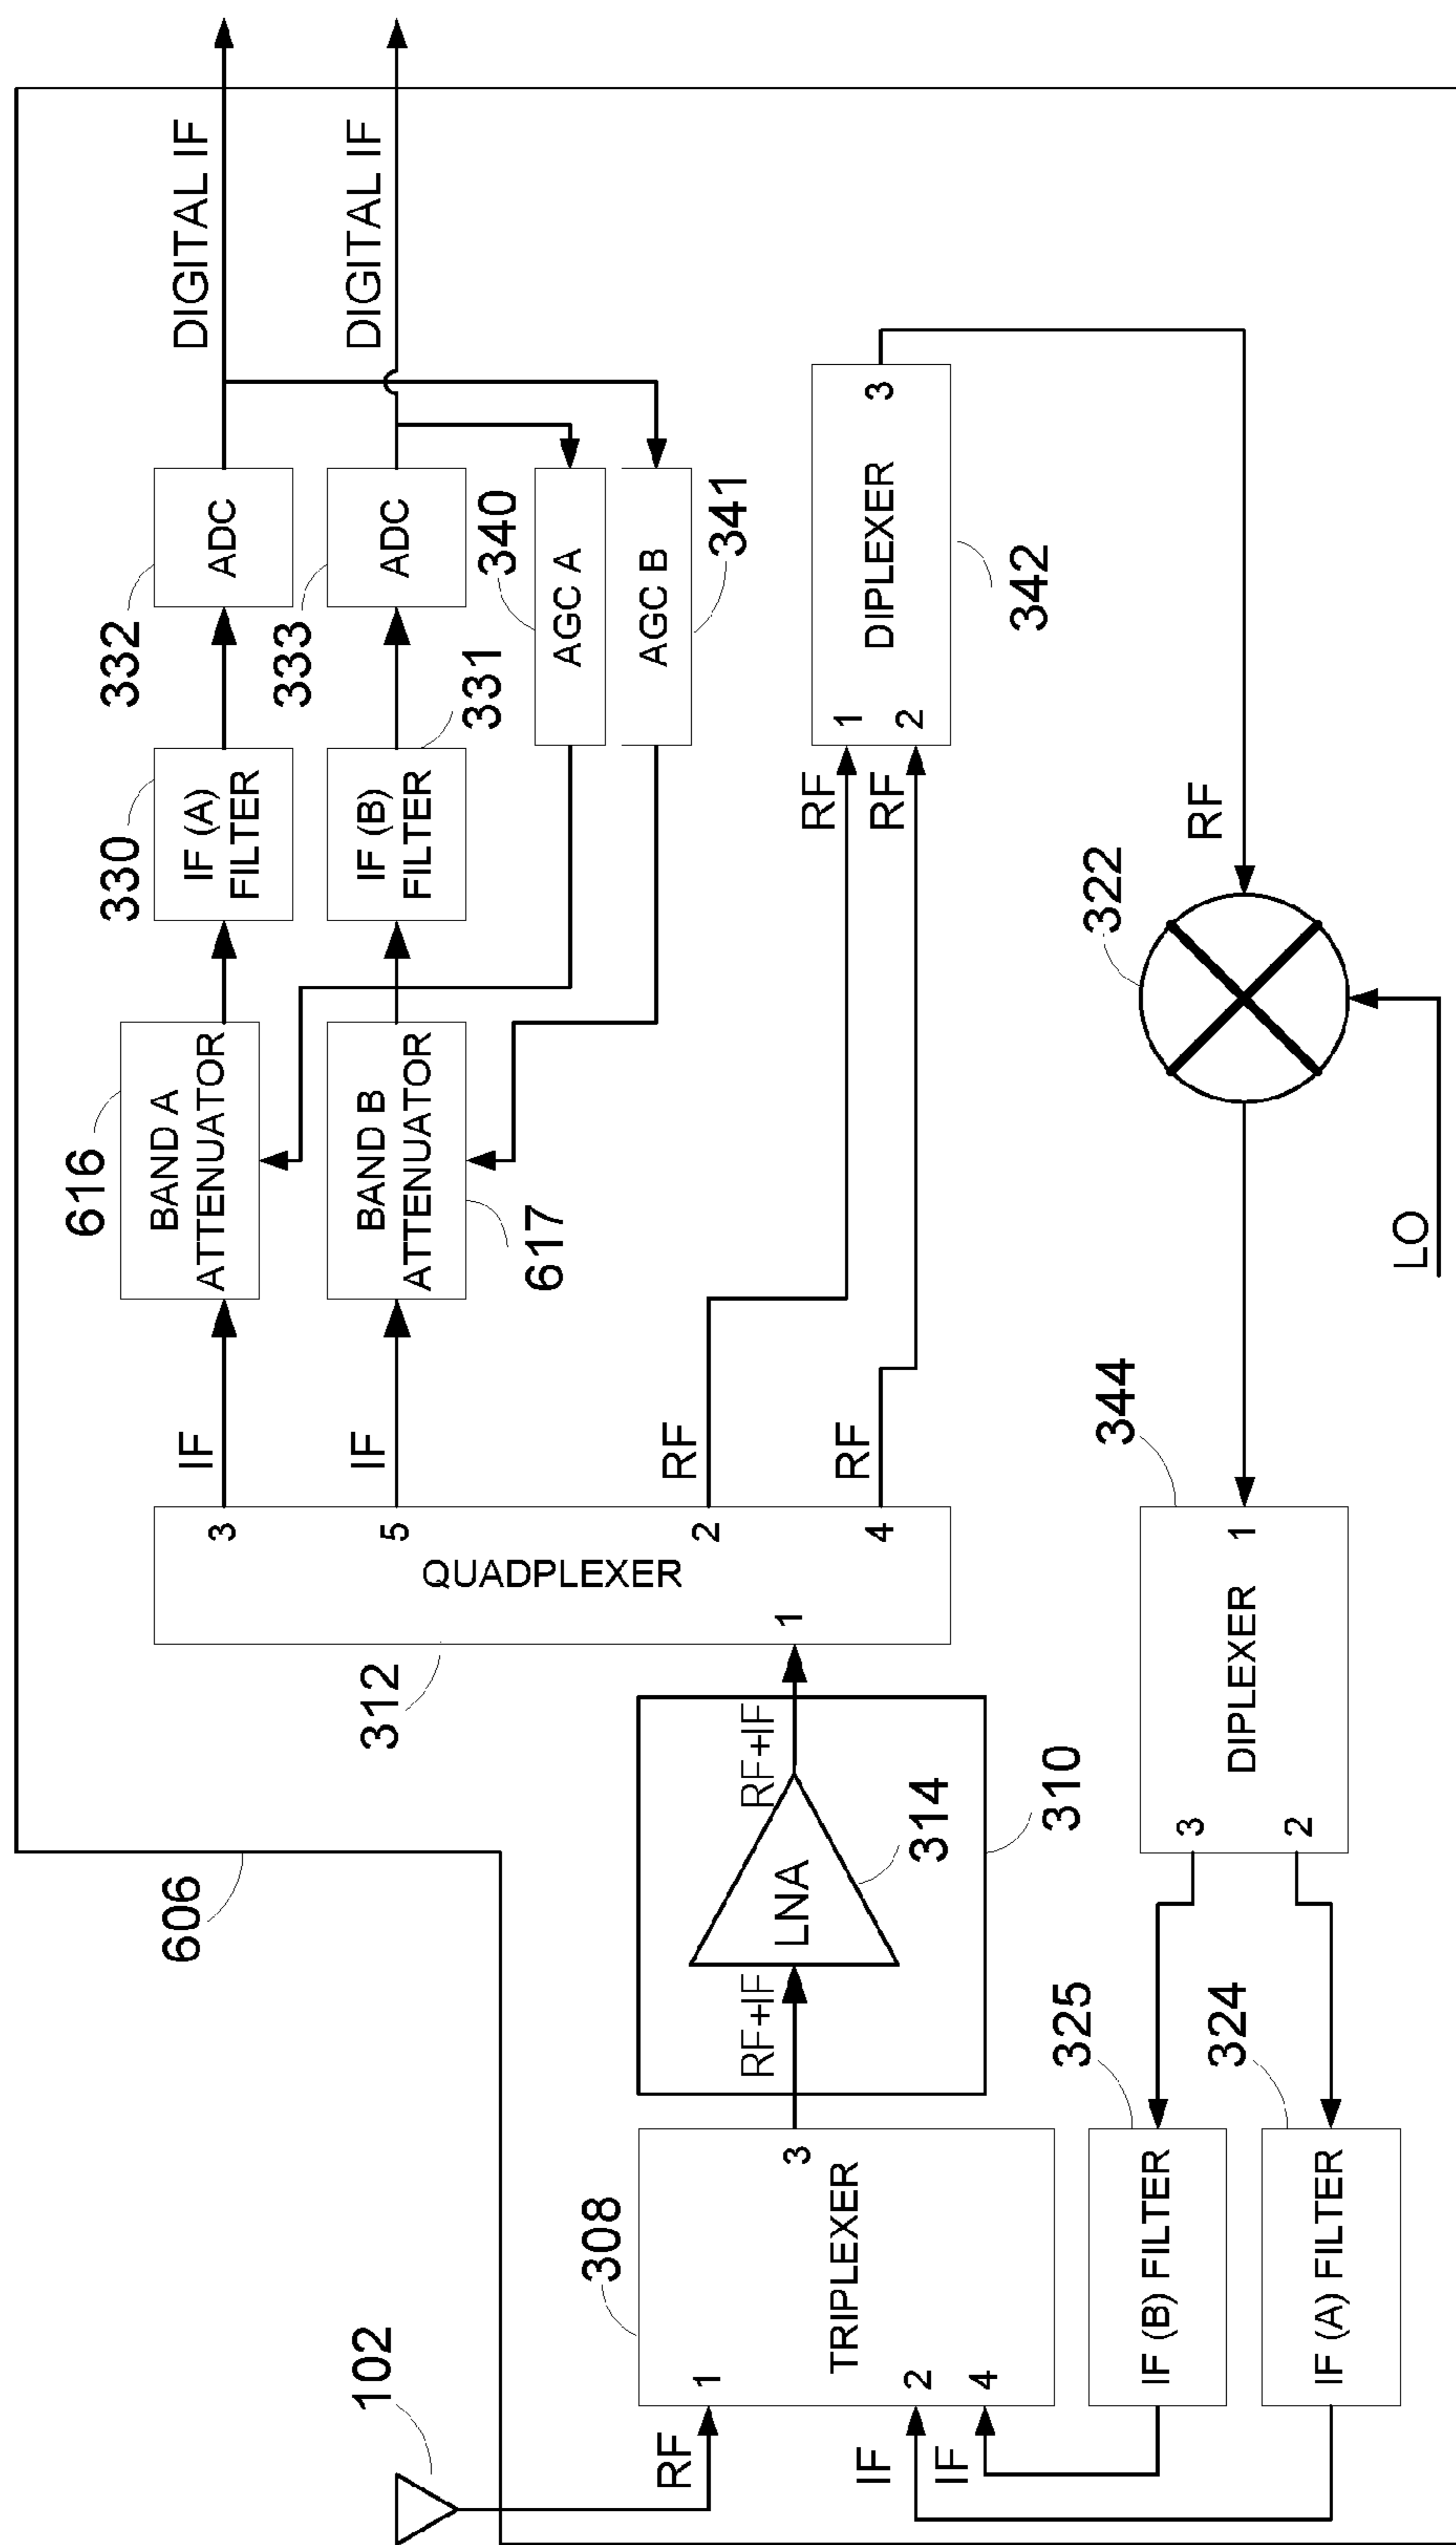 DIGITAL IF
DIGITAL IF
332
ADC
333
ADC
340
AGC A
341
AGC B
330
IF (A)
FILTER
331
IF (B)
FILTER
616
BAND A
ATTENUATOR
617
BAND B
ATTENUATOR
IF
IF
RF
RF
3
5
2
4
QUADPLEXER
1
312
RF
RF
1
2
DIPLEXER
3
342
RF
322
LO
344
1
DIPLEXER
3
2
606
RF+IF
LNA
RF+IF
314
310
308
3
TRIPLEXER
1
2
4
102
RF
IF
IF
325
IF (B) FILTER
324
IF (A) FILTER